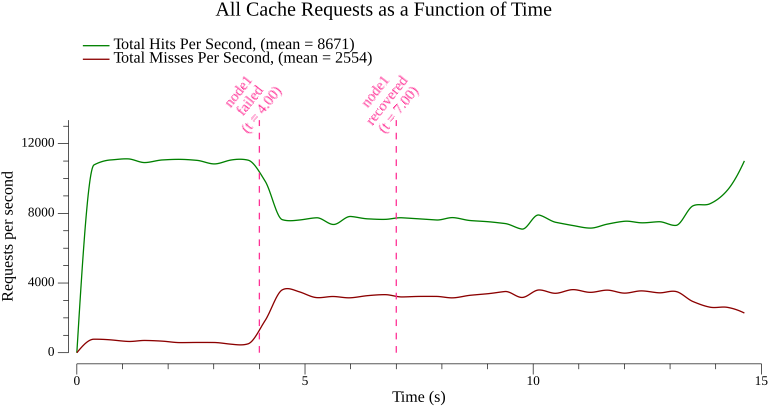 All Cache Requests as a Function of Time
Total Hits Per Second, (mean = 8671)
Total Misses Per Second, (mean = 2554)
node1
failed
(t = 4.00)
node1
recovered
(t = 7.00)
12000
8000
4000
0
Requests per second
0
5
10
15
Time (s)